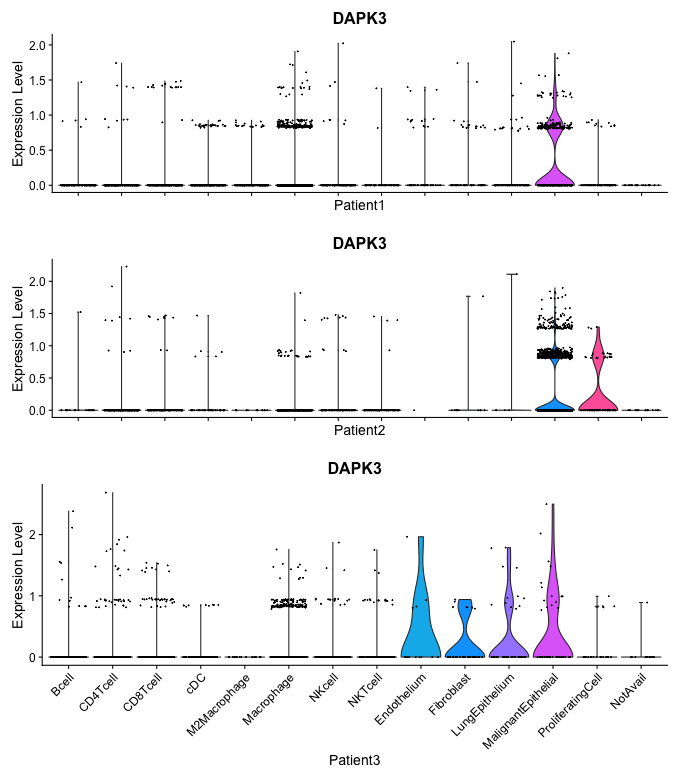 DAPK3
Expression Level
2.0
1.5
1.0
0.5
0.0
Patient1
DAPK3
Expression Level
2.0
1.5
1.0
0.5
0.0
Patient2
DAPK3
Expression Level
2
1
0
Bcell
CD4Tcell
CD8Tcell
cDC
M2Macrophage
Macrophage
NKcell
NKTcell
Endothelium
Fibroblast
LungEpithelium
MalignantEpithelial
ProliferatingCell
NotAvail
Patient3